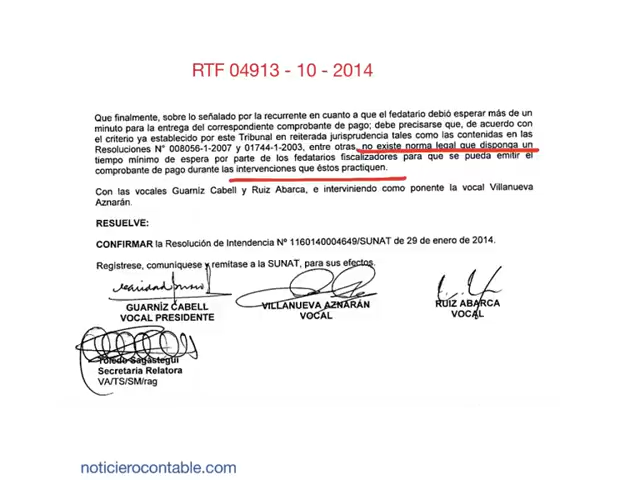 RTF 04913 - 10 - 2014
Que finalmente, sobre lo señalado por la recurrente en cuanto a que el fedatario debió esperar más de un
minuto para la entrega del correspondiente comprobante de pago; debe precisarse que, de acuerdo con
el criterio ya establecido por este Tribunal en reiterada jurisprudencia tales como las contenidas en las
Resoluciones N° 008056-1-2007 y 01744-1-2003, entre otras, no existe norma legal que disponga un
tiempo mínimo de espera por parte de los fedatarios fiscalizadores para que se pueda emitir el
comprobante de pago durante las intervenciones que éstos practiquen.
Con las vocales Guarníz Cabell y Ruiz Abarca, e interviniendo como ponente la vocal Villanueva
Aznarán.
RESUELVE:
CONFIRMAR la Resolución de Intendencia N° 1160140004649/SUNAT de 29 de enero de 2014.
Regístrese, comuníquese y remítase a la SUNAT, para sus efectos.
GUARNÍZ CABELL
VOCAL PRESIDENTE
VILLANUEVA AZNARÁN
VOCAL
RUIZ ABARCA
VOCAL
Toledo Sagástegui
Secretaria Relatora
VA/TS/SM/rag
noticierocontable.com